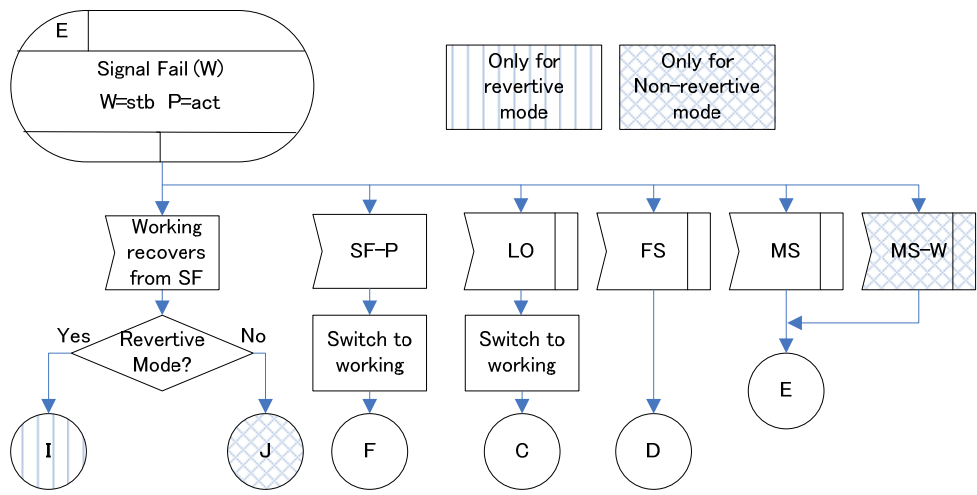 E
Signal Fail (W)
W=stb P=act
Only for
revertive
mode
Only for
Non-revertive
mode
Working
recovers
from SF
SF-P
LO
FS
MS
MS-W
Yes
Revertive
Mode?
No
Switch to
working
Switch to
working
E
I
J
F
C
D